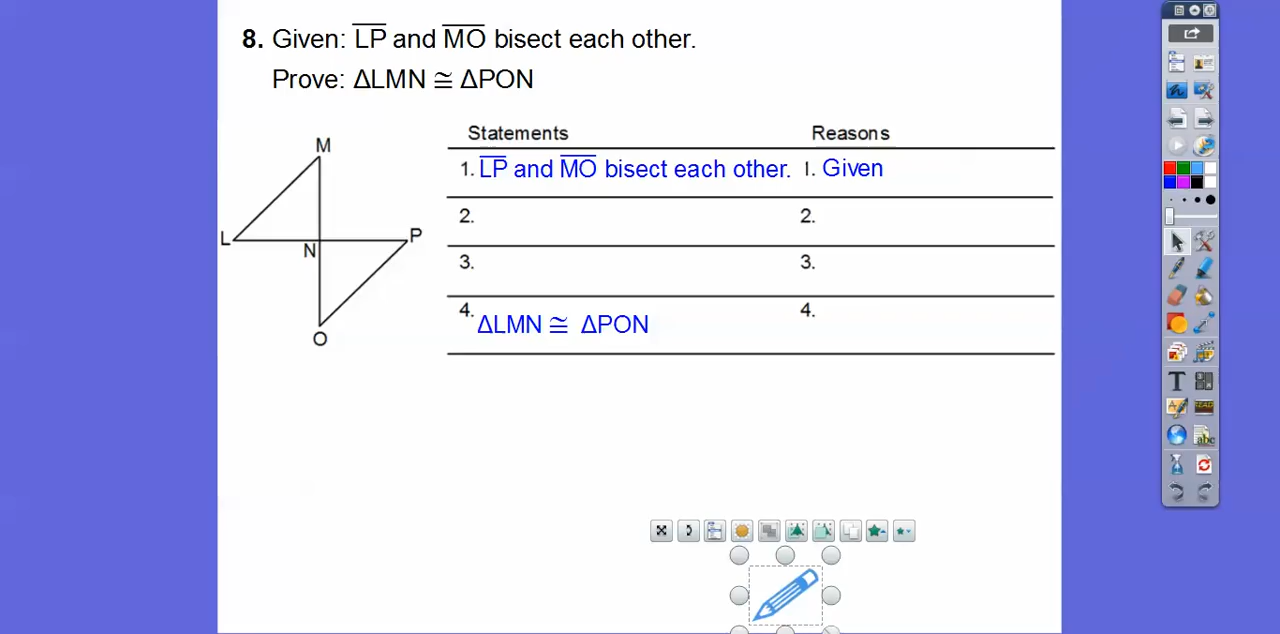 8. Given: LP and MO bisect each other.
Prove: ΔLMN ≅ ΔPON
Statements Reasons
1. LP and MO bisect each other. 1. Given
2. 2.
3. 3.
4. ΔLMN ≅ ΔPON 4.
M
L
N
P
O